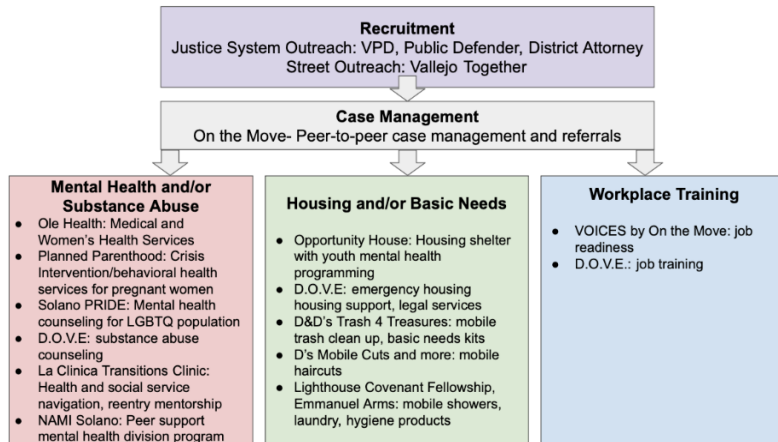 Recruitment
Justice System Outreach: VPD, Public Defender, District Attorney
Street Outreach: Vallejo Together
Case Management
On the Move- Peer-to-peer case management and referrals
Mental Health and/or
Substance Abuse
● Ole Health: Medical and
Women's Health Services
● Planned Parenthood: Crisis
Intervention/behavioral health
services for pregnant women
● Solano PRIDE: Mental health
counseling for LGBTQ population
● D.O.V.E: substance abuse
counseling
● La Clinica Transitions Clinic:
Health and social service
navigation, reentry mentorship
● NAMI Solano: Peer support
mental health division program
Housing and/or Basic Needs
● Opportunity House: Housing shelter
with youth mental health
programming
● D.O.V.E: emergency housing
housing support, legal services
● D&D's Trash 4 Treasures: mobile
trash clean up, basic needs kits
● D's Mobile Cuts and more: mobile
haircuts
● Lighthouse Covenant Fellowship,
Emmanuel Arms: mobile showers,
laundry, hygiene products
Workplace Training
● VOICES by On the Move: job
readiness
● D.O.V.E.: job training